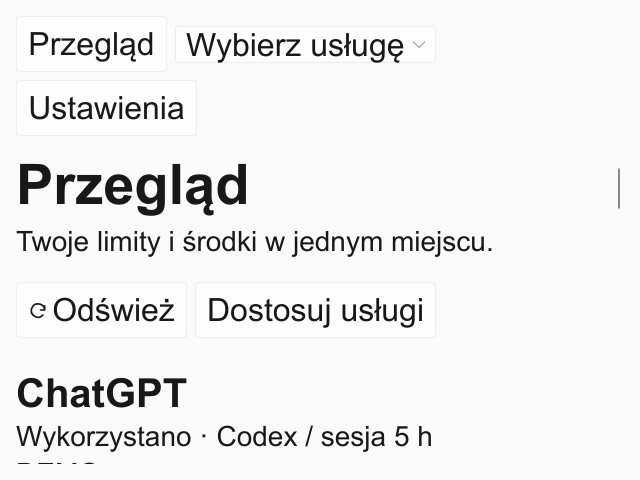 Przegląd
Wybierz usługę
Ustawienia
Przegląd
Twoje limity i środki w jednym miejscu.
Odśwież
Dostosuj usługi
ChatGPT
Wykorzystano · Codex / sesja 5 h